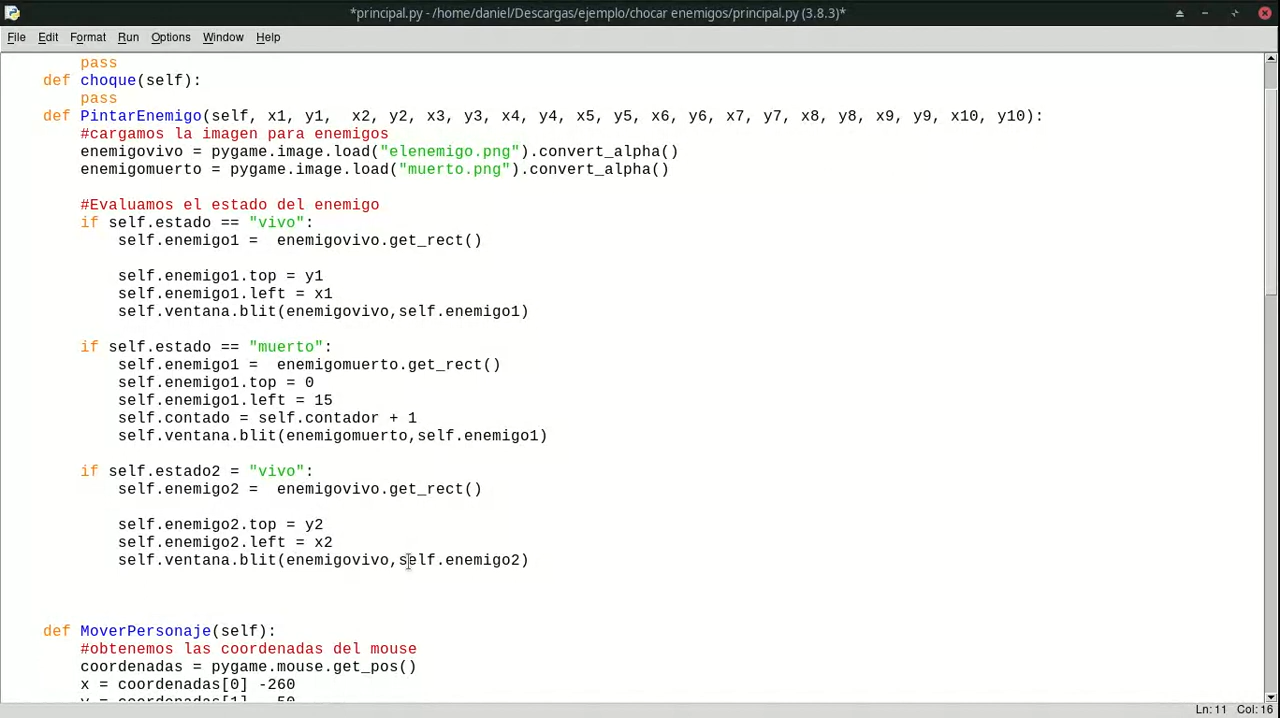 *principal.py - /home/daniel/Descargas/ejemplo/chocar enemigos/principal.py (3.8.3)*
File Edit Format Run Options Window Help
pass
def choque(self):
pass
def PintarEnemigo(self, x1, y1,  x2, y2, x3, y3, x4, y4, x5, y5, x6, y6, x7, y7, x8, y8, x9, y9, x10, y10):
#cargamos la imagen para enemigos
enemigovivo = pygame.image.load("elenemigo.png").convert_alpha()
enemigomuerto = pygame.image.load("muerto.png").convert_alpha()
#Evaluamos el estado del enemigo
if self.estado == "vivo":
self.enemigo1 =  enemigovivo.get_rect()
self.enemigo1.top = y1
self.enemigo1.left = x1
self.ventana.blit(enemigovivo,self.enemigo1)
if self.estado == "muerto":
self.enemigo1 =  enemigomuerto.get_rect()
self.enemigo1.top = 0
self.enemigo1.left = 15
self.contado = self.contador + 1
self.ventana.blit(enemigomuerto,self.enemigo1)
if self.estado2 = "vivo":
self.enemigo2 =  enemigovivo.get_rect()
self.enemigo2.top = y2
self.enemigo2.left = x2
self.ventana.blit(enemigovivo,self.enemigo2)
def MoverPersonaje(self):
#obtenemos las coordenadas del mouse
coordenadas = pygame.mouse.get_pos()
x = coordenadas[0] -260
Ln: 11 Col: 16